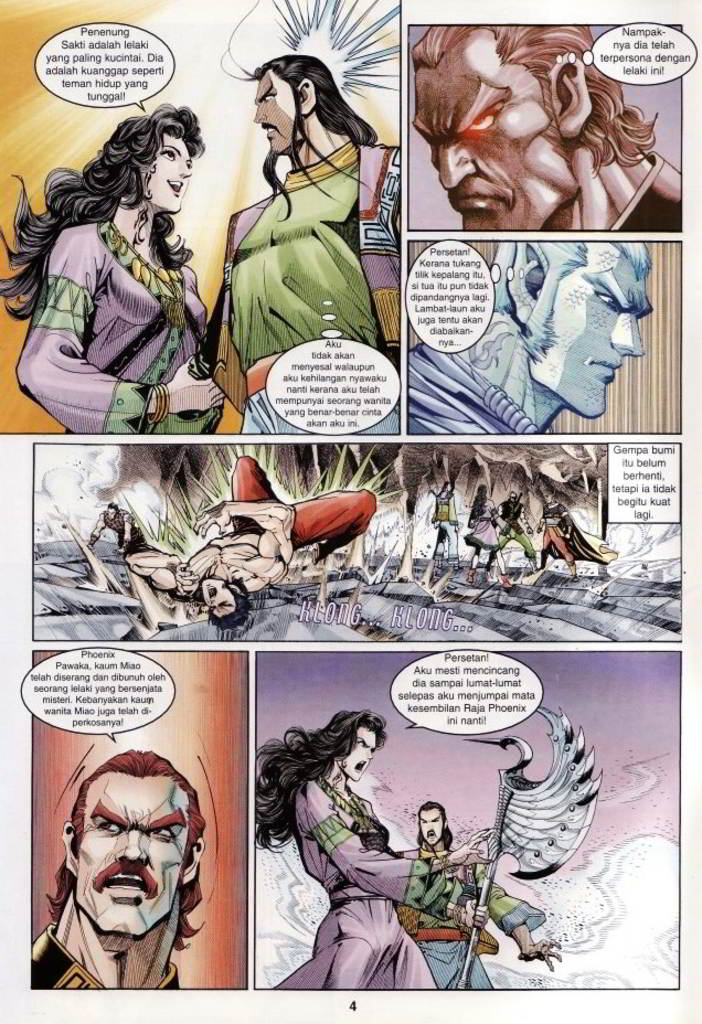 Penenung
Sakti adalah lelaki
yang paling kucintai. Dia
adalah kuanggap seperti
teman hidup yang
tunggal!
Aku
tidak akan
menyesal walaupun
aku kehilangan nyawaku
nanti kerana aku telah
mempunyai seorang wanita
yang benar-benar cinta
akan aku ini.
Nampak-
nya dia telah
terpersona dengan
lelaki ini!
Persetan!
Kerana tukang
tilik kepalang itu,
si tua itu pun tidak
dipandangnya lagi.
Lambat-laun aku
juga tentu akan
diabaikan-
nya...
Gempa bumi
itu belum
berhenti,
tetapi ia tidak
begitu kuat
lagi.
KLONG... KLONG...
Phoenix
Pawaka, kaum Miao
telah diserang dan dibunuh oleh
seorang lelaki yang bersenjata
misteri. Kebanyakan kaum
wanita Miao juga telah di-
perkosanya!
Persetan!
Aku mesti mencincang
dia sampai lumat-lumat
selepas aku menjumpai mata
kesembilan Raja Phoenix
ini nanti!
4